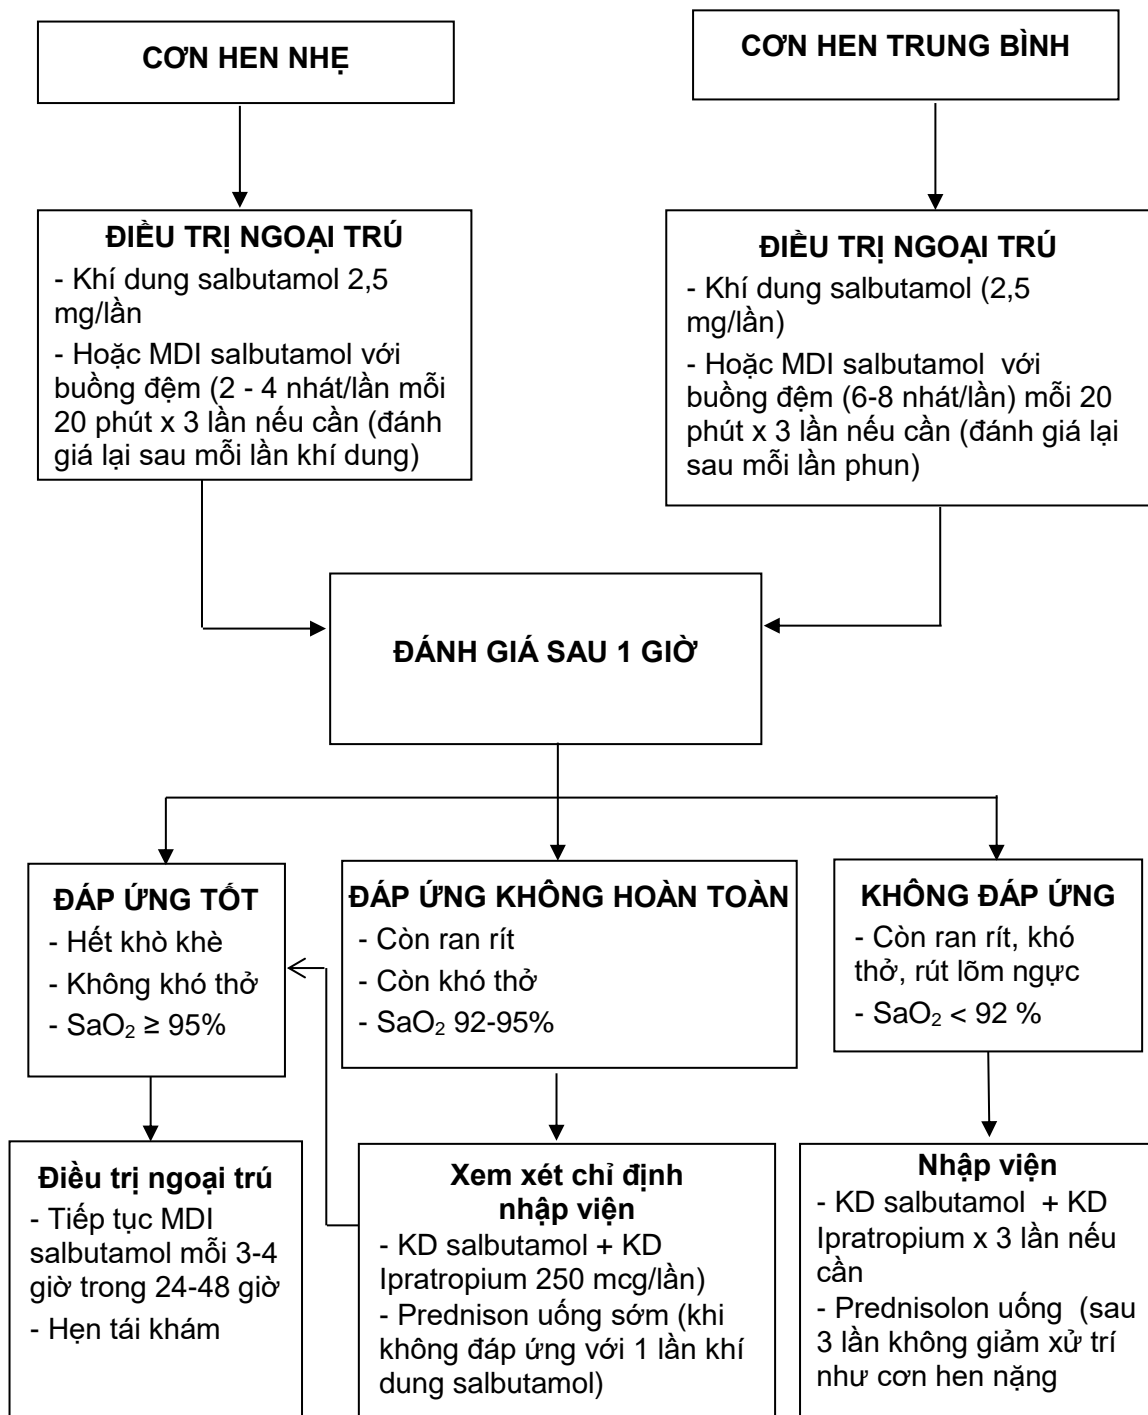 CƠN HEN NHẸ
CƠN HEN TRUNG BÌNH
ĐIỀU TRỊ NGOẠI TRÚ
- Khí dung salbutamol 2,5
mg/lần
- Hoặc MDI salbutamol với
buồng đệm (2 - 4 nhát/lần mỗi
20 phút x 3 lần nếu cần (đánh
giá lại sau mỗi lần khí dung)
ĐIỀU TRỊ NGOẠI TRÚ
- Khí dung salbutamol (2,5
mg/lần)
- Hoặc MDI salbutamol với
buồng đệm (6-8 nhát/lần) mỗi 20
phút x 3 lần nếu cần (đánh giá lại
sau mỗi lần phun)
ĐÁNH GIÁ SAU 1 GIỜ
ĐÁP ỨNG TỐT
- Hết khò khè
- Không khó thở
- SaO₂ ≥ 95%
ĐÁP ỨNG KHÔNG HOÀN TOÀN
- Còn ran rít
- Còn khó thở
- SaO₂ 92-95%
KHÔNG ĐÁP ỨNG
- Còn ran rít, khó
thở, rút lõm ngực
- SaO₂ < 92 %
Điều trị ngoại trú
- Tiếp tục MDI
salbutamol mỗi 3-4
giờ trong 24-48 giờ
- Hẹn tái khám
Xem xét chỉ định
nhập viện
- KD salbutamol + KD
Ipratropium 250 mcg/lần)
- Prednison uống sớm (khi
không đáp ứng với 1 lần khí
dung salbutamol)
Nhập viện
- KD salbutamol + KD
Ipratropium x 3 lần nếu
cần
- Prednisolon uống (sau
3 lần không giảm xử trí
như cơn hen nặng